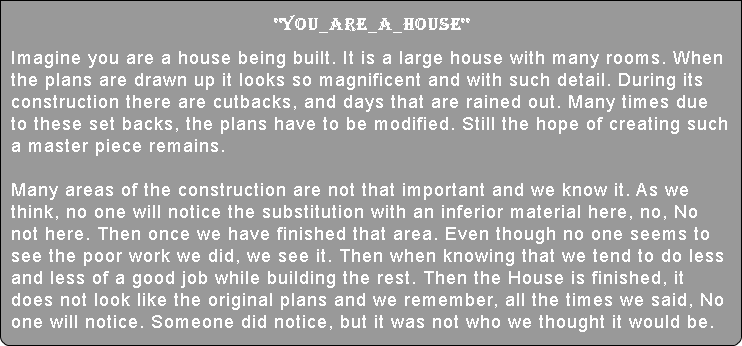 "YOU_ARE_A_HOUSE"
Imagine you are a house being built. It is a large house with many rooms. When
the plans are drawn up it looks so magnificent and with such detail. During its
construction there are cutbacks, and days that are rained out. Many times due
to these set backs, the plans have to be modified. Still the hope of creating such
a master piece remains.
Many areas of the construction are not that important and we know it. As we
think, no one will notice the substitution with an inferior material here, no, No
not here. Then once we have finished that area. Even though no one seems to
see the poor work we did, we see it. Then when knowing that we tend to do less
and less of a good job while building the rest. Then the House is finished, it
does not look like the original plans and we remember, all the times we said, No
one will notice. Someone did notice, but it was not who we thought it would be.